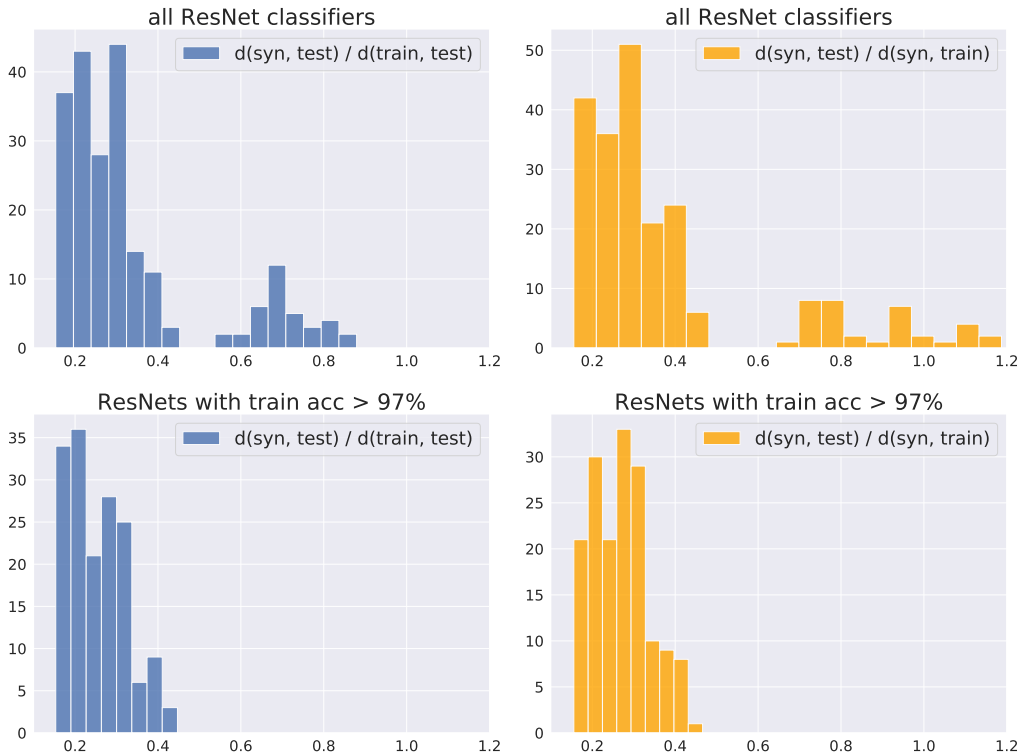 all ResNet classifiers
d(syn, test) / d(train, test)
40
30
20
10
0
0.2 0.4 0.6 0.8 1.0 1.2
all ResNet classifiers
d(syn, test) / d(syn, train)
50
40
30
20
10
0
0.2 0.4 0.6 0.8 1.0 1.2
ResNets with train acc > 97%
d(syn, test) / d(train, test)
35
30
25
20
15
10
5
0
0.2 0.4 0.6 0.8 1.0 1.2
ResNets with train acc > 97%
d(syn, test) / d(syn, train)
30
25
20
15
10
5
0
0.2 0.4 0.6 0.8 1.0 1.2